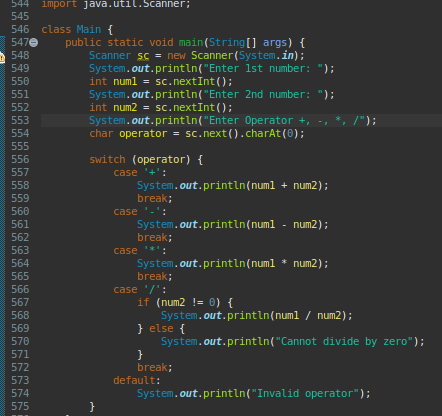 544 import java.util.Scanner;
545
546 class Main {
547 public static void main(String[] args) {
548 Scanner sc = new Scanner(System.in);
549 System.out.println("Enter 1st number: ");
550 int num1 = sc.nextInt();
551 System.out.println("Enter 2nd number: ");
552 int num2 = sc.nextInt();
553 System.out.println("Enter Operator +, -, *, /");
554 char operator = sc.next().charAt(0);
555
556 switch (operator) {
557 case '+':
558 System.out.println(num1 + num2);
559 break;
560 case '-':
561 System.out.println(num1 - num2);
562 break;
563 case '*':
564 System.out.println(num1 * num2);
565 break;
566 case '/':
567 if (num2 != 0) {
568 System.out.println(num1 / num2);
569 } else {
570 System.out.println("Cannot divide by zero");
571 }
572 break;
573 default:
574 System.out.println("Invalid operator");
575 }